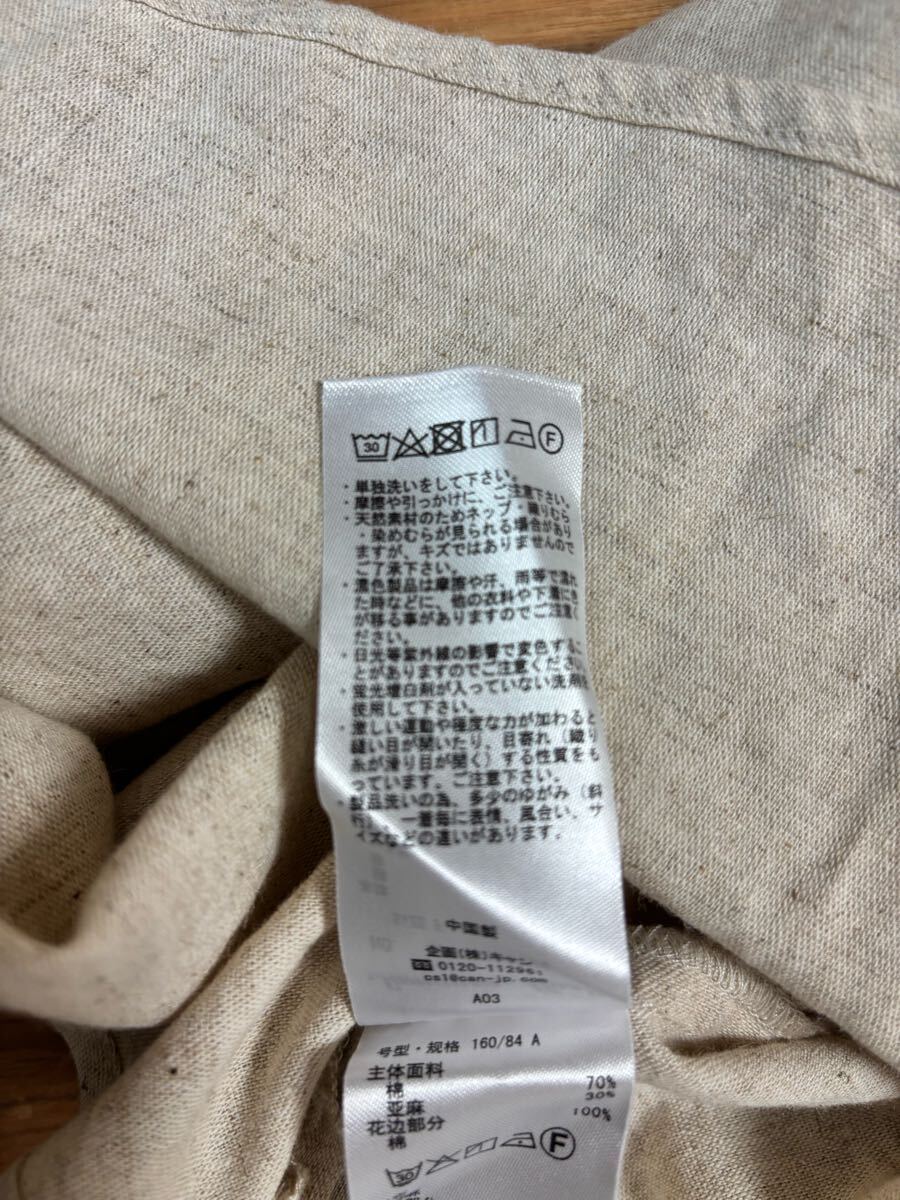 30 F
・単独洗いをして下さい。
・摩擦や引っかけに、ご注意下さい。
・天然素材のためネップ・織りむら
・染めむらが見られる場合があり
ますが、キズではありませんので
ご了承下さい。
・濃色製品は摩擦や汗、雨等で濡れ
た時などに、他の衣料や下着に色
が移る事がありますのでご注意く
ださい。
・日光等紫外線の影響で変色するこ
とがありますのでご注意ください
・蛍光増白剤が入っていない洗剤を
使用して下さい。
・激しい運動や極度な力が加わると
縫い目が開いたり、目寄れ（織り
糸が滑り目が開く）する性質をも
っています。ご注意下さい。
・製品洗いの為、多少のゆがみ（斜
行）、一着毎に表情、風合い、サ
イズなどの違いがあります。
中国製
企画(株)キャン
0120-11296
cs1@can-jp.com
A03
号型・规格 160/84 A
主体面料
棉 70%
亚麻 30%
花边部分
棉 100%
30 F